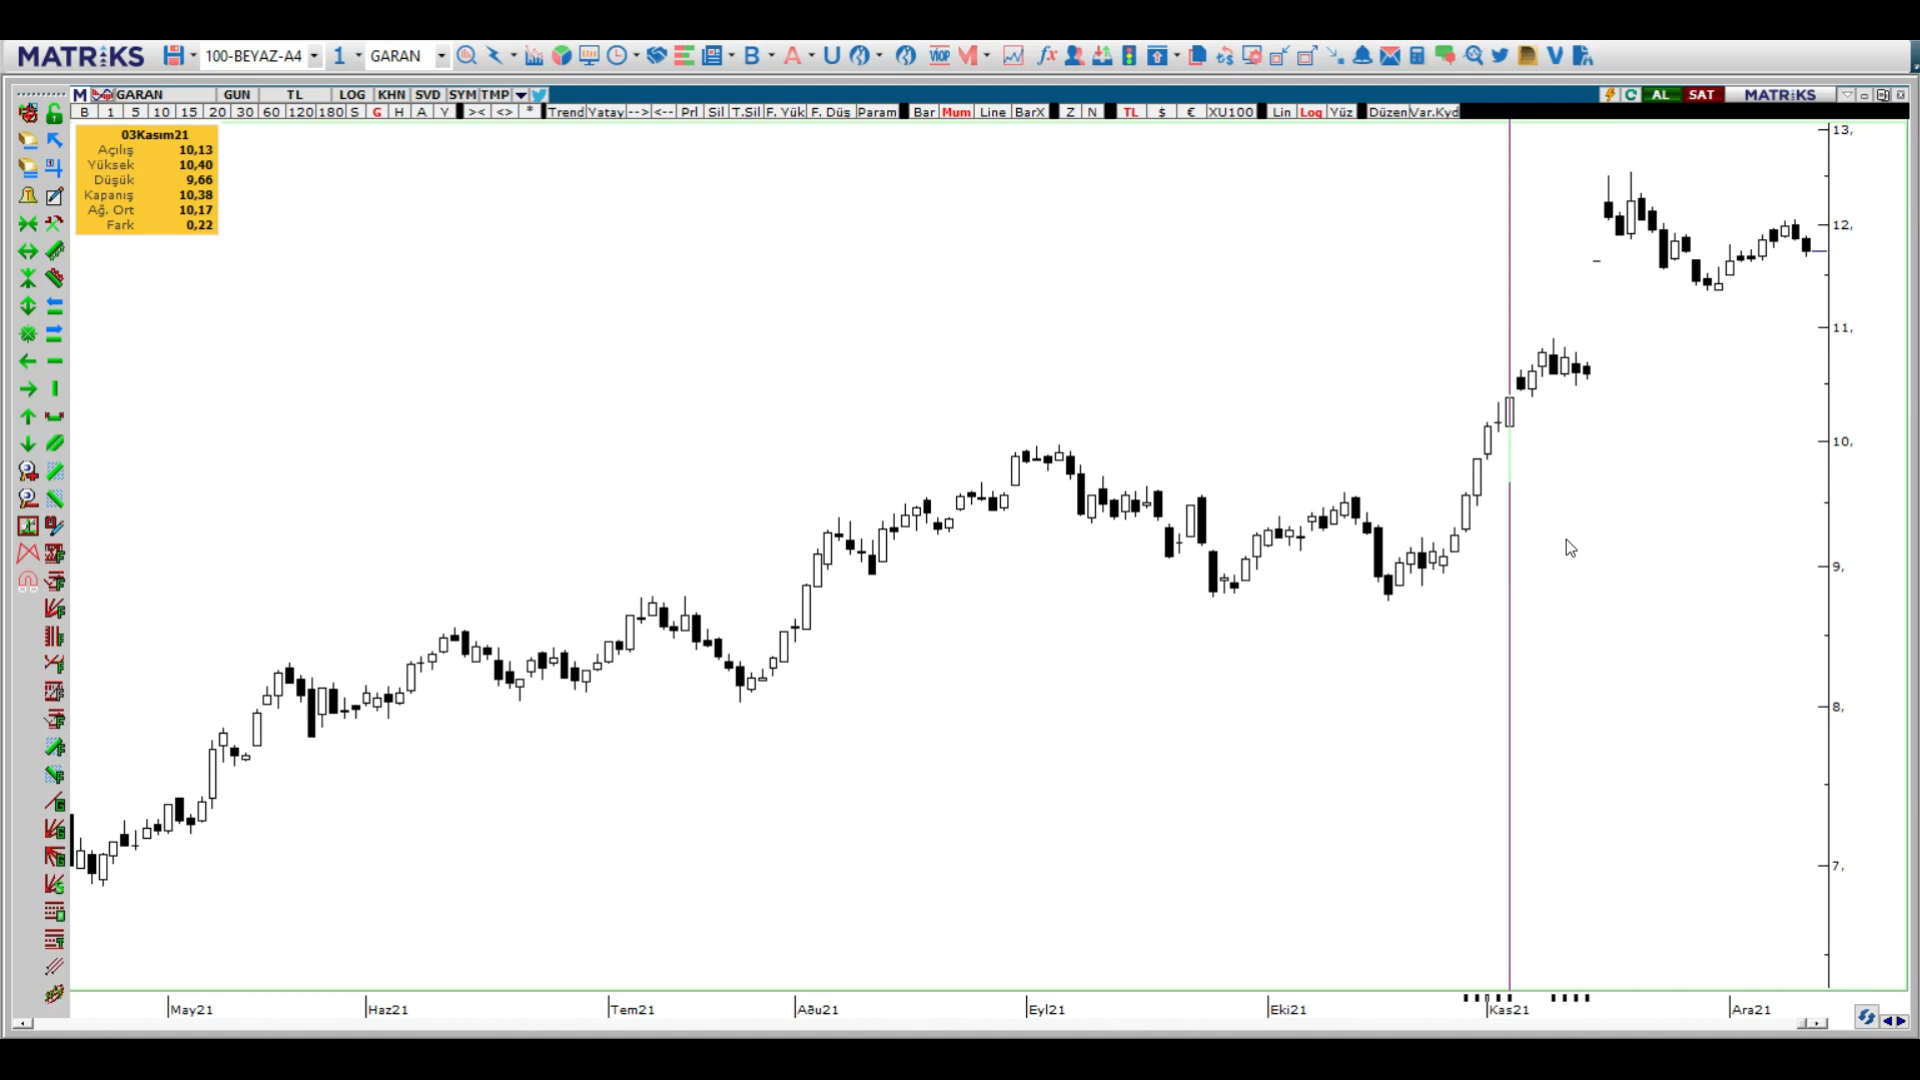 MATRİKS 100-BEYAZ-A4 1 GARAN
M GARAN GUN TL LOG KHN SVD SYM TMP AL SAT MATRİKS
B 1 5 10 15 20 30 60 120 180 S G H A Y >< <> * Trend Yatay --> <-- Prl Sil T.Sil F. Yük F. Düş Param Bar Mum Line BarX Z N TL $ € XU100 Lin Log Yüz Düzen Var.Kyd
03Kasım21
Açılış 10,13
Yüksek 10,40
Düşük 9,66
Kapanış 10,38
Ağ. Ort 10,17
Fark 0,22
13,
12,
11,
10,
9,
8,
7,
May21 Haz21 Tem21 Ağu21 Eyl21 Eki21 Kas21 Ara21